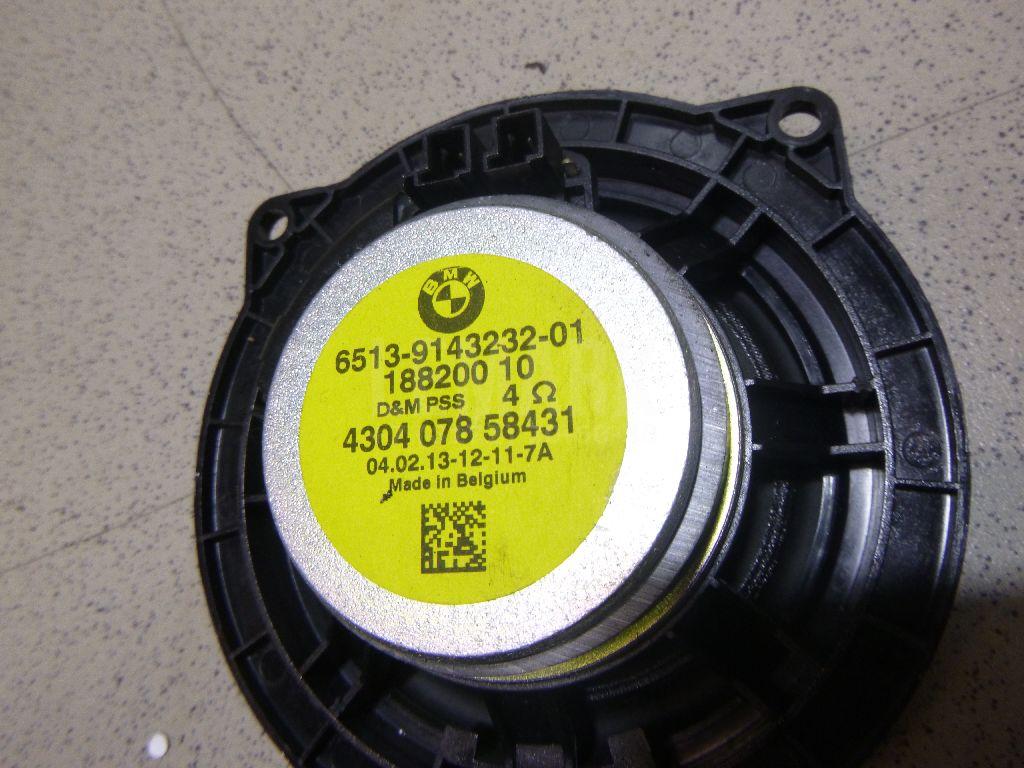 BMW
6513-9143232-01
188200 10
D&M PSS 4 Ω
4304 078 58431
04.02.13-12-11-7A
Made in Belgium